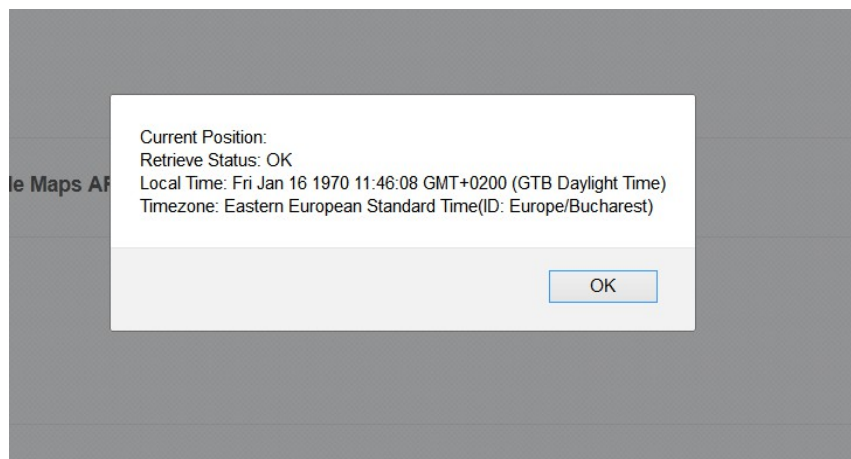 Current Position:
Retrieve Status: OK
le Maps
Local Time: Fri Jan 16 1970 11:46:08 GMT+0200 (GTB Daylight Time)
Timezone: Eastern European Standard Time(ID: Europe/Bucharest)
OK